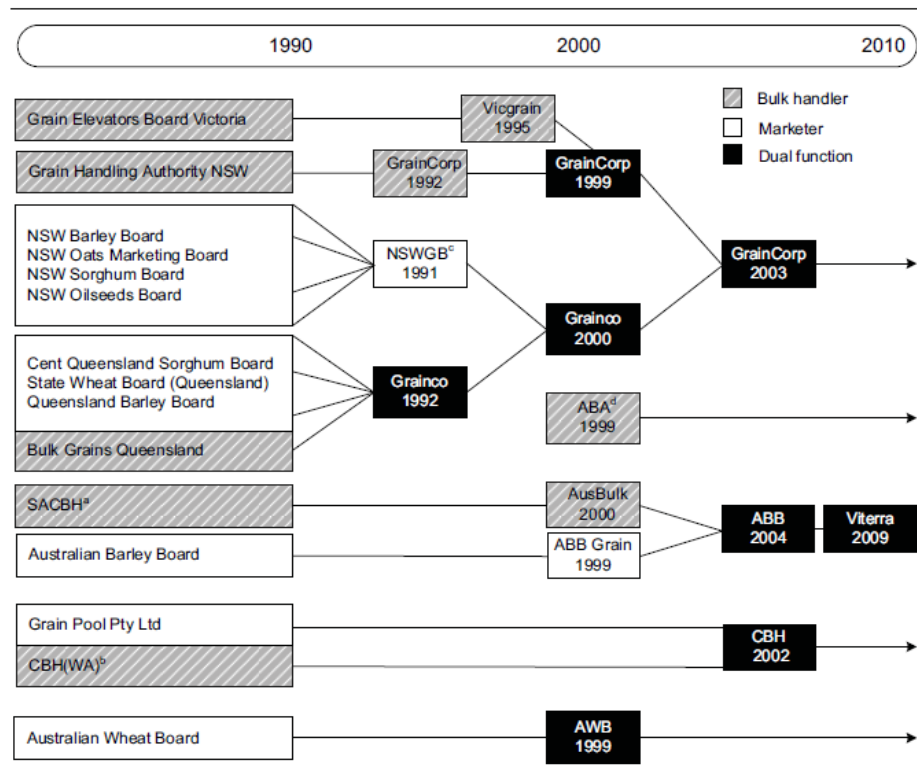 1990 2000 2010
Bulk handler
Marketer
Dual function
Grain Elevators Board Victoria
Vicgrain
1995
Grain Handling Authority NSW
GrainCorp
1992
GrainCorp
1999
NSW Barley Board
NSW Oats Marketing Board
NSW Sorghum Board
NSW Oilseeds Board
NSWGBᶜ
1991
GrainCorp
2003
Grainco
2000
Cent Queensland Sorghum Board
State Wheat Board (Queensland)
Queensland Barley Board
Bulk Grains Queensland
Grainco
1992
ABAᵈ
1999
SACBHᵃ
AusBulk
2000
Australian Barley Board
ABB Grain
1999
ABB
2004
Viterra
2009
Grain Pool Pty Ltd
CBH(WA)ᵇ
CBH
2002
Australian Wheat Board
AWB
1999